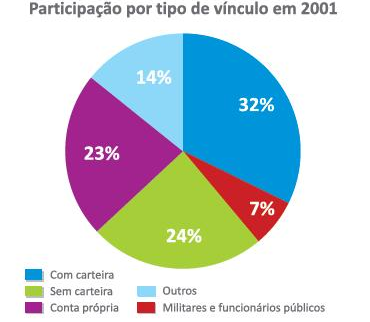 Participação por tipo de vínculo em 2001
14%
32%
23%
7%
24%
Com carteira
Sem carteira
Conta própria
Outros
Militares e funcionários públicos